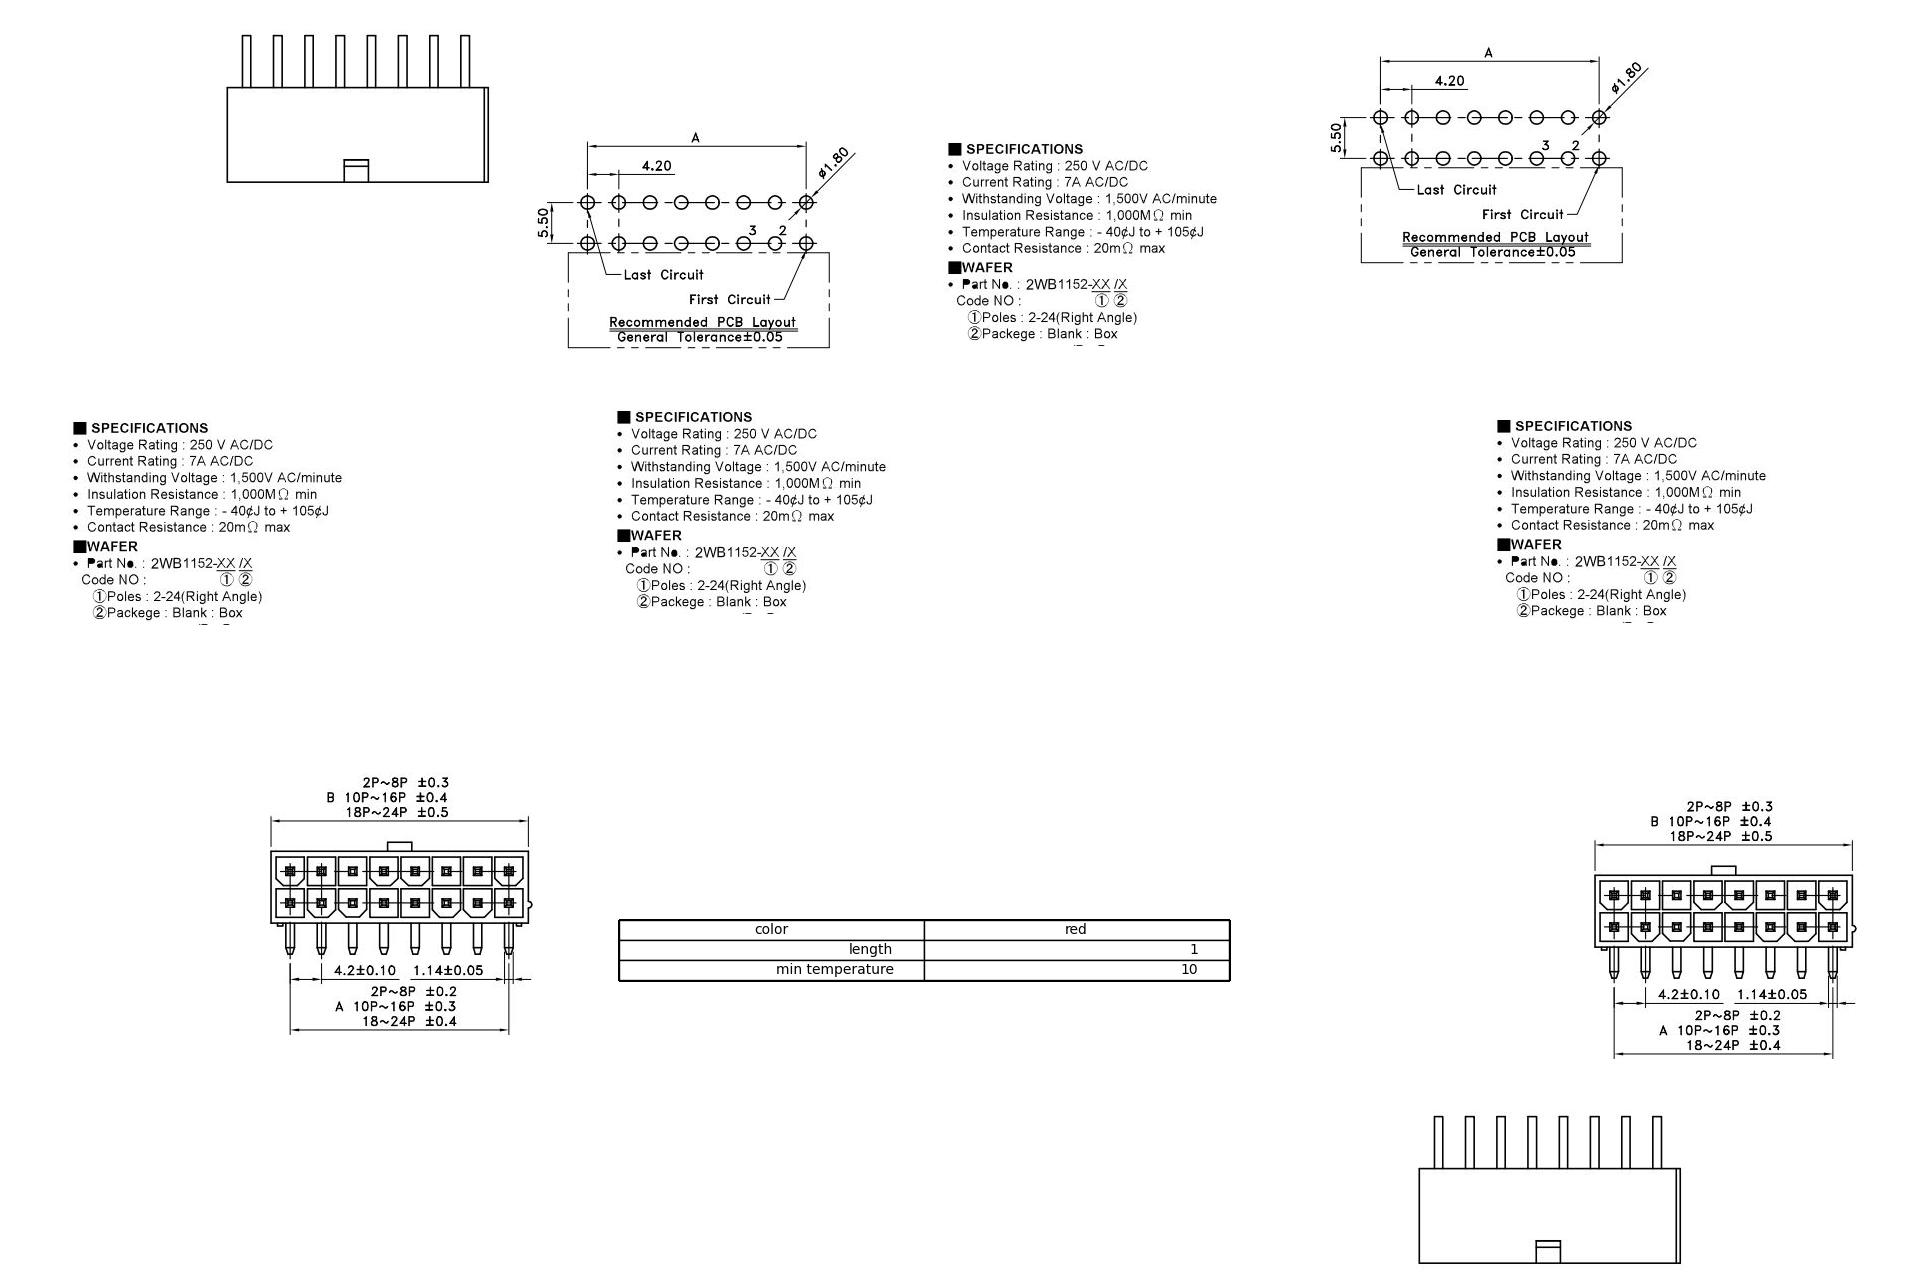 A
4.20
ø1.80
5.50
3 2
Last Circuit
First Circuit
Recommended PCB Layout
General Tolerance±0.05
■ SPECIFICATIONS
• Voltage Rating : 250 V AC/DC
• Current Rating : 7A AC/DC
• Withstanding Voltage : 1,500V AC/minute
• Insulation Resistance : 1,000MΩ min
• Temperature Range : - 40¢J to + 105¢J
• Contact Resistance : 20mΩ max
■WAFER
• Part No. : 2WB1152-XX /X
Code NO : ① ②
①Poles : 2-24(Right Angle)
②Packege : Blank : Box
A
4.20
ø1.80
5.50
3 2
Last Circuit
First Circuit
Recommended PCB Layout
General Tolerance±0.05
■ SPECIFICATIONS
• Voltage Rating : 250 V AC/DC
• Current Rating : 7A AC/DC
• Withstanding Voltage : 1,500V AC/minute
• Insulation Resistance : 1,000MΩ min
• Temperature Range : - 40¢J to + 105¢J
• Contact Resistance : 20mΩ max
■WAFER
• Part No. : 2WB1152-XX /X
Code NO : ① ②
①Poles : 2-24(Right Angle)
②Packege : Blank : Box
■ SPECIFICATIONS
• Voltage Rating : 250 V AC/DC
• Current Rating : 7A AC/DC
• Withstanding Voltage : 1,500V AC/minute
• Insulation Resistance : 1,000MΩ min
• Temperature Range : - 40¢J to + 105¢J
• Contact Resistance : 20mΩ max
■WAFER
• Part No. : 2WB1152-XX /X
Code NO : ① ②
①Poles : 2-24(Right Angle)
②Packege : Blank : Box
■ SPECIFICATIONS
• Voltage Rating : 250 V AC/DC
• Current Rating : 7A AC/DC
• Withstanding Voltage : 1,500V AC/minute
• Insulation Resistance : 1,000MΩ min
• Temperature Range : - 40¢J to + 105¢J
• Contact Resistance : 20mΩ max
■WAFER
• Part No. : 2WB1152-XX /X
Code NO : ① ②
①Poles : 2-24(Right Angle)
②Packege : Blank : Box
2P~8P ±0.3
B 10P~16P ±0.4
18P~24P ±0.5
4.2±0.10 1.14±0.05
2P~8P ±0.2
A 10P~16P ±0.3
18~24P ±0.4
color red
length 1
min temperature 10
2P~8P ±0.3
B 10P~16P ±0.4
18P~24P ±0.5
4.2±0.10 1.14±0.05
2P~8P ±0.2
A 10P~16P ±0.3
18~24P ±0.4